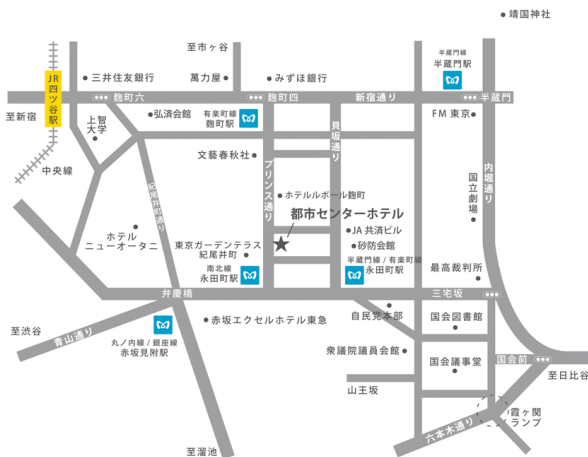 靖国神社
至市ヶ谷
半蔵門線
半蔵門駅
三井住友銀行
萬力屋
みずほ銀行
JR四ツ谷駅
麹町六
麹町四
新宿通り
半蔵門
至新宿
上智
大学
弘済会館
有楽町線
麹町駅
貝坂通り
FM 東京
内堀通り
中央線
文藝春秋社
プリンス通り
紀尾井町通り
国立劇場
ホテルルポール麹町
都市センターホテル
ホテル
ニューオータニ
東京ガーデンテラス
紀尾井町
JA 共済ビル
砂防会館
南北線
永田町駅
半蔵門線 / 有楽町線
永田町駅
最高裁判所
弁慶橋
三宅坂
至渋谷
青山通り
丸ノ内線 / 銀座線
赤坂見附駅
赤坂エクセルホテル東急
自民党本部
国会図書館
衆議院議員会館
国会議事堂
国会前
至日比谷
山王坂
霞ヶ関
ランプ
六本木通り
至溜池